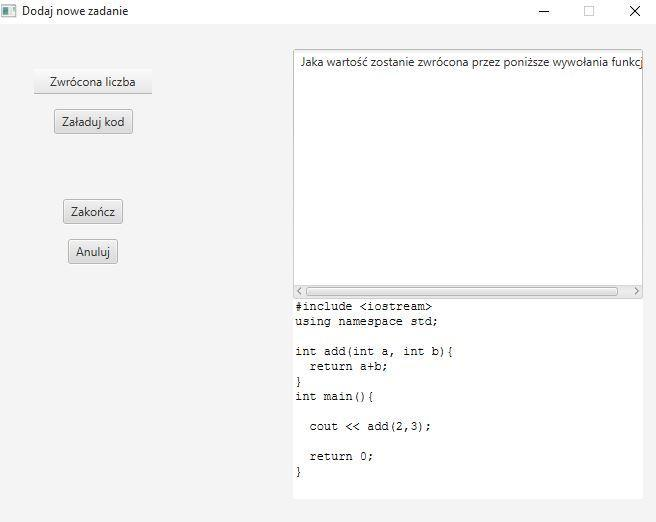 Dodaj nowe zadanie
Zwrócona liczba
Załaduj kod
Zakończ
Anuluj
Jaka wartość zostanie zwrócona przez poniższe wywołania funkcj
#include <iostream>
using namespace std;
int add(int a, int b){
  return a+b;
}
int main(){
  cout << add(2,3);
  return 0;
}